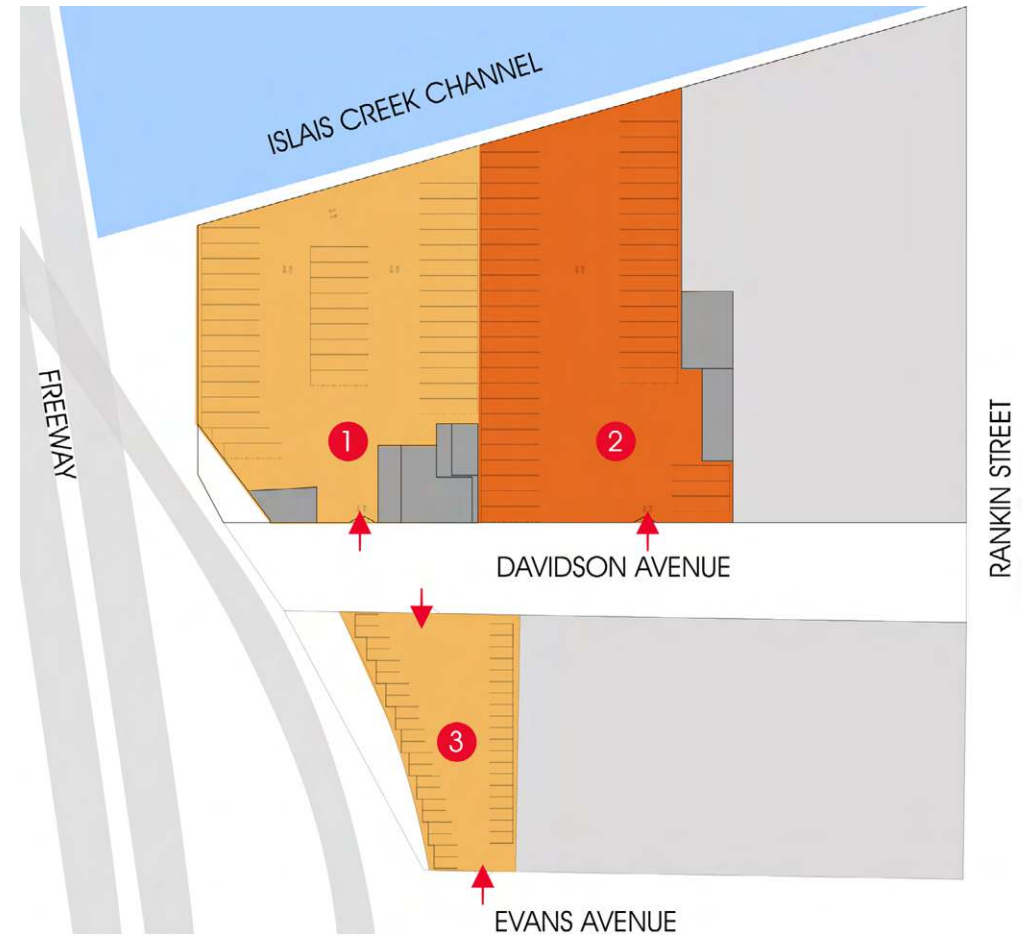 ISLAIS CREEK CHANNEL
FREEWAY
RANKIN STREET
1
2
DAVIDSON AVENUE
3
EVANS AVENUE